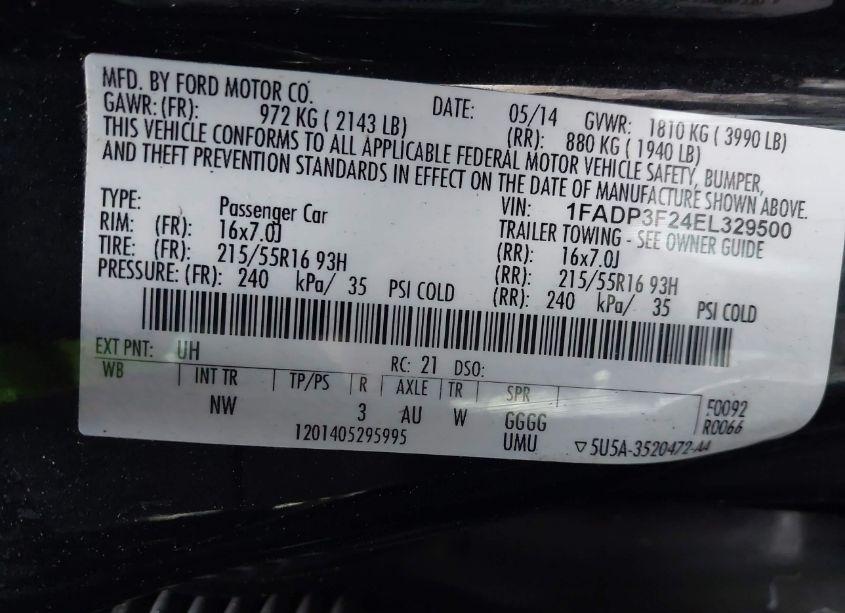 MFD. BY FORD MOTOR CO.
DATE: 05/14 GVWR: 1810 KG ( 3990 LB)
GAWR: (FR): 972 KG ( 2143 LB) (RR): 880 KG ( 1940 LB)
THIS VEHICLE CONFORMS TO ALL APPLICABLE FEDERAL MOTOR VEHICLE SAFETY, BUMPER,
AND THEFT PREVENTION STANDARDS IN EFFECT ON THE DATE OF MANUFACTURE SHOWN ABOVE.
VIN: 1FADP3F24EL329500
TYPE: Passenger Car TRAILER TOWING - SEE OWNER GUIDE
RIM: (FR): 16x7.0J (RR): 16x7.0J
TIRE: (FR): 215/55R16 93H (RR): 215/55R16 93H
PRESSURE: (FR): 240 kPa/ 35 PSI COLD (RR): 240 kPa/ 35 PSI COLD
EXT PNT: UH RC: 21 DSO:
WB INT TR TP/PS R AXLE TR SPR
NW 3 AU W GGGG F0092
1201405295995 UMU R0066
▽5U5A-3520472-AA